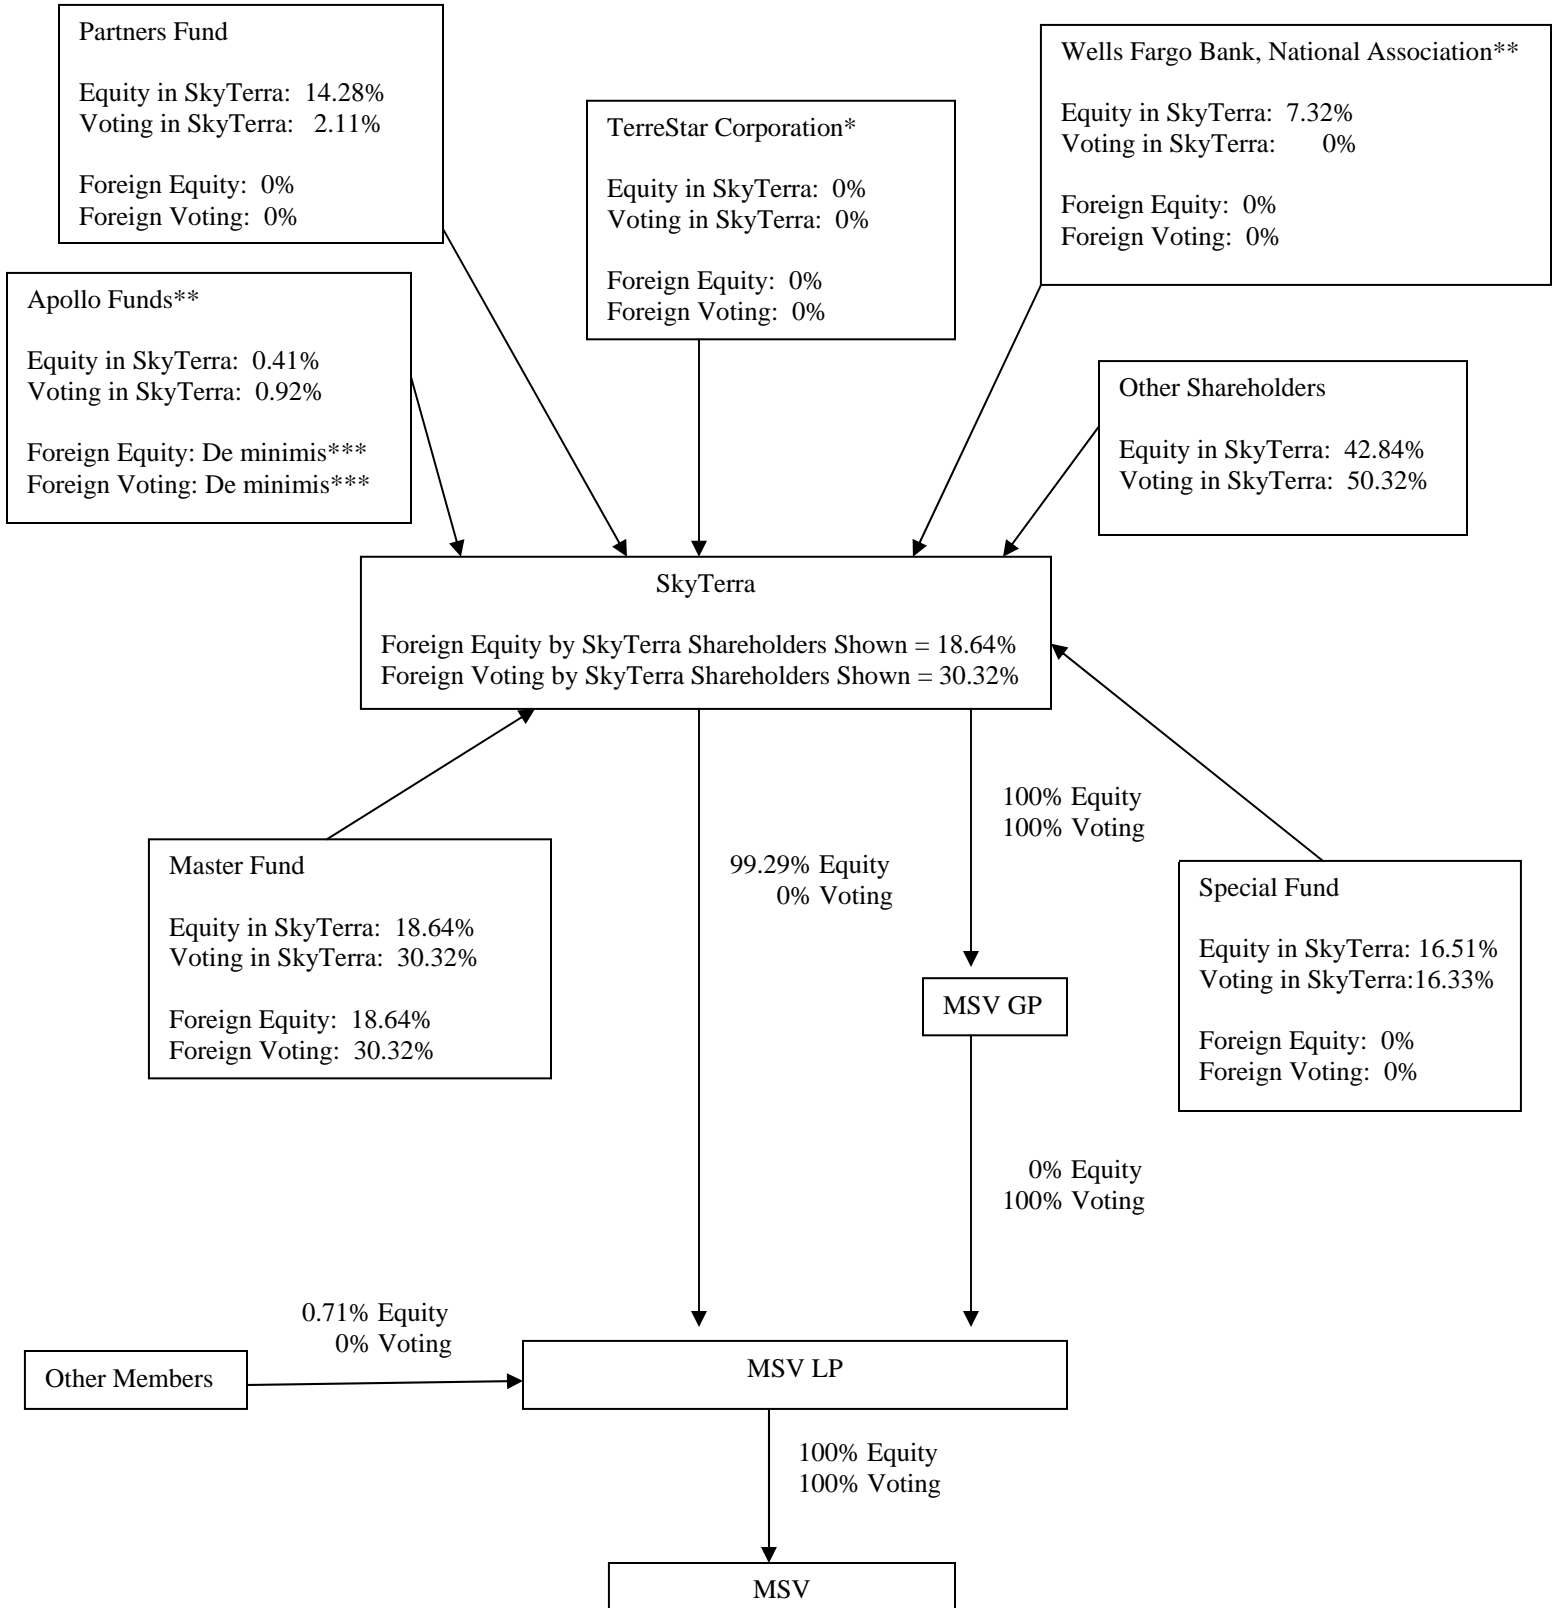 Partners Fund
Equity in SkyTerra: 14.28%
Voting in SkyTerra: 2.11%
Foreign Equity: 0%
Foreign Voting: 0%
Wells Fargo Bank, National Association**
Equity in SkyTerra: 7.32%
Voting in SkyTerra: 0%
Foreign Equity: 0%
Foreign Voting: 0%
TerreStar Corporation*
Equity in SkyTerra: 0%
Voting in SkyTerra: 0%
Foreign Equity: 0%
Foreign Voting: 0%
Apollo Funds**
Equity in SkyTerra: 0.41%
Voting in SkyTerra: 0.92%
Foreign Equity: De minimis***
Foreign Voting: De minimis***
Other Shareholders
Equity in SkyTerra: 42.84%
Voting in SkyTerra: 50.32%
SkyTerra
Foreign Equity by SkyTerra Shareholders Shown = 18.64%
Foreign Voting by SkyTerra Shareholders Shown = 30.32%
100% Equity
100% Voting
99.29% Equity
0% Voting
Master Fund
Equity in SkyTerra: 18.64%
Voting in SkyTerra: 30.32%
Foreign Equity: 18.64%
Foreign Voting: 30.32%
Special Fund
Equity in SkyTerra: 16.51%
Voting in SkyTerra:16.33%
Foreign Equity: 0%
Foreign Voting: 0%
MSV GP
0% Equity
100% Voting
0.71% Equity
0% Voting
Other Members
MSV LP
100% Equity
100% Voting
MSV